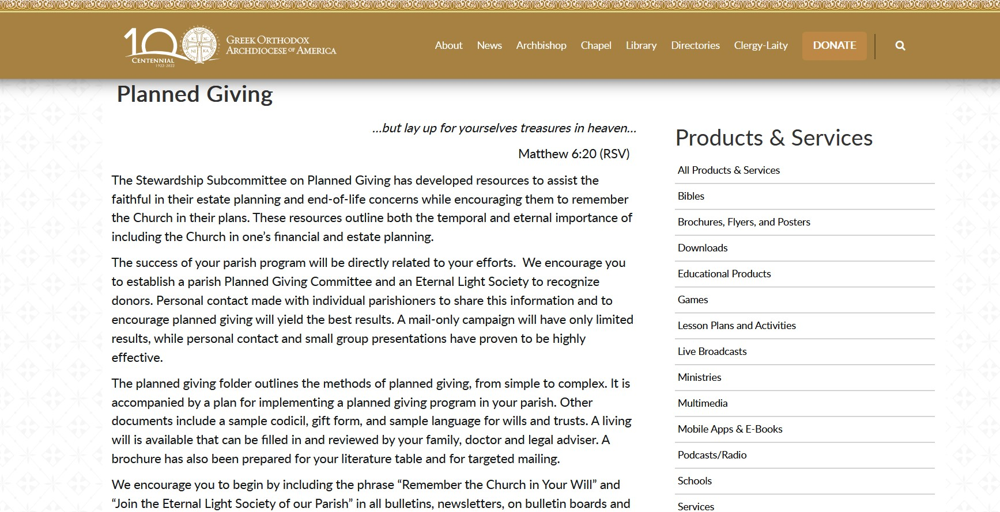 10
CENTENNIAL
1922-2022
IC XC
NI KA
GREEK ORTHODOX
ARCHDIOCESE OF AMERICA
About
News
Archbishop
Chapel
Library
Directories
Clergy-Laity
DONATE
Planned Giving
...but lay up for yourselves treasures in heaven...
Matthew 6:20 (RSV)
The Stewardship Subcommittee on Planned Giving has developed resources to assist the
faithful in their estate planning and end-of-life concerns while encouraging them to remember
the Church in their plans. These resources outline both the temporal and eternal importance of
including the Church in one’s financial and estate planning.
The success of your parish program will be directly related to your efforts.  We encourage you
to establish a parish Planned Giving Committee and an Eternal Light Society to recognize
donors. Personal contact made with individual parishioners to share this information and to
encourage planned giving will yield the best results. A mail-only campaign will have only limited
results, while personal contact and small group presentations have proven to be highly
effective.
The planned giving folder outlines the methods of planned giving, from simple to complex. It is
accompanied by a plan for implementing a planned giving program in your parish. Other
documents include a sample codicil, gift form, and sample language for wills and trusts. A living
will is available that can be filled in and reviewed by your family, doctor and legal adviser. A
brochure has also been prepared for your literature table and for targeted mailing.
We encourage you to begin by including the phrase “Remember the Church in Your Will” and
“Join the Eternal Light Society of our Parish” in all bulletins, newsletters, on bulletin boards and
Products & Services
All Products & Services
Bibles
Brochures, Flyers, and Posters
Downloads
Educational Products
Games
Lesson Plans and Activities
Live Broadcasts
Ministries
Multimedia
Mobile Apps & E-Books
Podcasts/Radio
Schools
Services